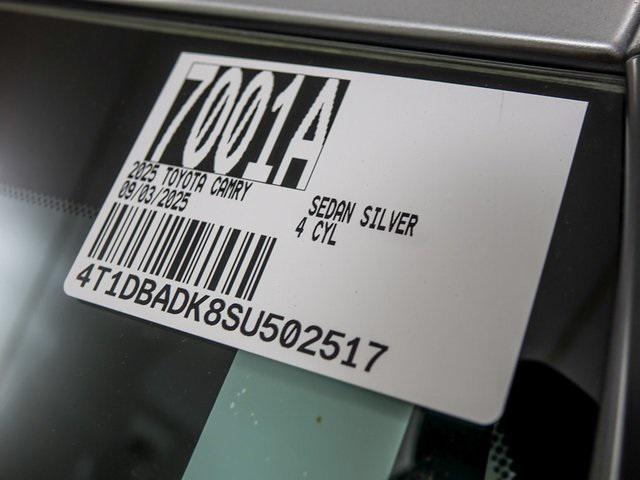 7001A
2025 TOYOTA CAMRY
09/03/2025
SEDAN SILVER
4 CYL
4T1DBADK8SU502517